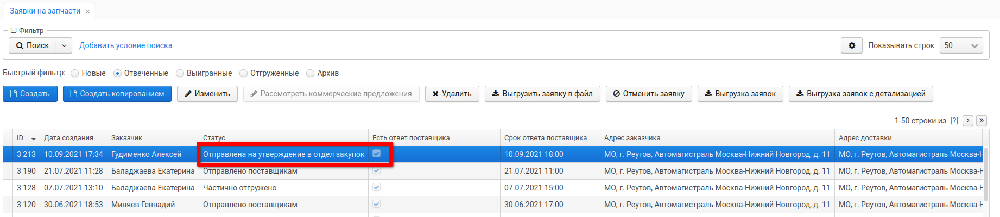 Заявки на запчасти ×
Фильтр
Поиск Добавить условие поиска Показывать строк 50
Быстрый фильтр: Новые Отвеченные Выигранные Отгруженные Архив
Создать Создать копированием Изменить Рассмотреть коммерческие предложения Удалить Выгрузить заявку в файл Отменить заявку Выгрузка заявок Выгрузка заявок с детализацией
1-50 строки из [?]
ID Дата создания Заказчик Статус Есть ответ поставщика Срок ответа поставщика Адрес заказчика Адрес доставки
3 213 10.09.2021 17:34 Гудименко Алексей Отправлена на утверждение в отдел закупок 10.09.2021 18:00 МО, г. Реутов, Автомагистраль Москва-Нижний Новгород, д. 11 МО, г. Реутов, Автомагистраль Москва-Н
3 190 21.07.2021 11:28 Баладжаева Екатерина Отправлено поставщикам 21.07.2021 11:00 МО, г. Реутов, Автомагистраль Москва-Нижний Новгород, д. 11 МО, г. Реутов, Автомагистраль Москва-Н
3 128 07.07.2021 13:10 Баладжаева Екатерина Частично отгружено 07.07.2021 15:00 МО, г. Реутов, Автомагистраль Москва-Нижний Новгород, д. 11 МО, г. Реутов, Автомагистраль Москва-Н
3 120 30.06.2021 18:53 Миняев Геннадий Отправлено поставщикам 30.06.2021 17:00 МО, г. Реутов, Автомагистраль Москва-Нижний Новгород, д. 11 МО, г. Реутов, Автомагистраль Москва-Н